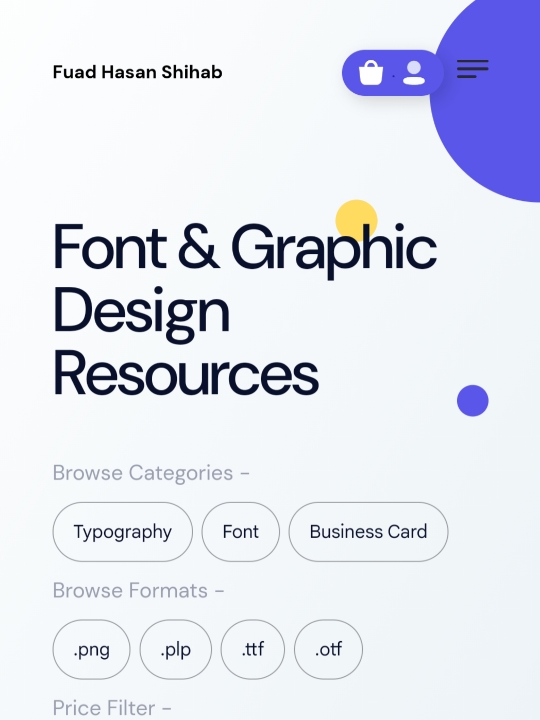 Fuad Hasan Shihab
Font & Graphic
Design
Resources
Browse Categories -
Typography
Font
Business Card
Browse Formats -
.png
.plp
.ttf
.otf
Price Filter -